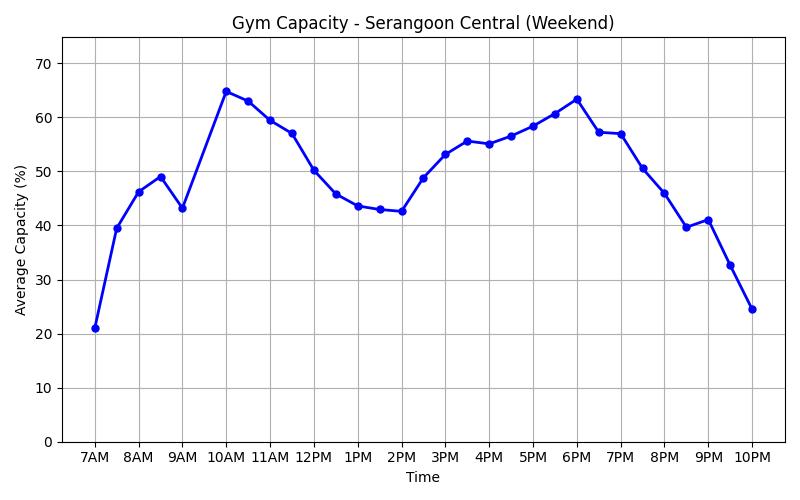 Gym Capacity - Serangoon Central (Weekend)
Average Capacity (%)
70
60
50
40
30
20
10
0
7AM 8AM 9AM 10AM 11AM 12PM 1PM 2PM 3PM 4PM 5PM 6PM 7PM 8PM 9PM 10PM
Time